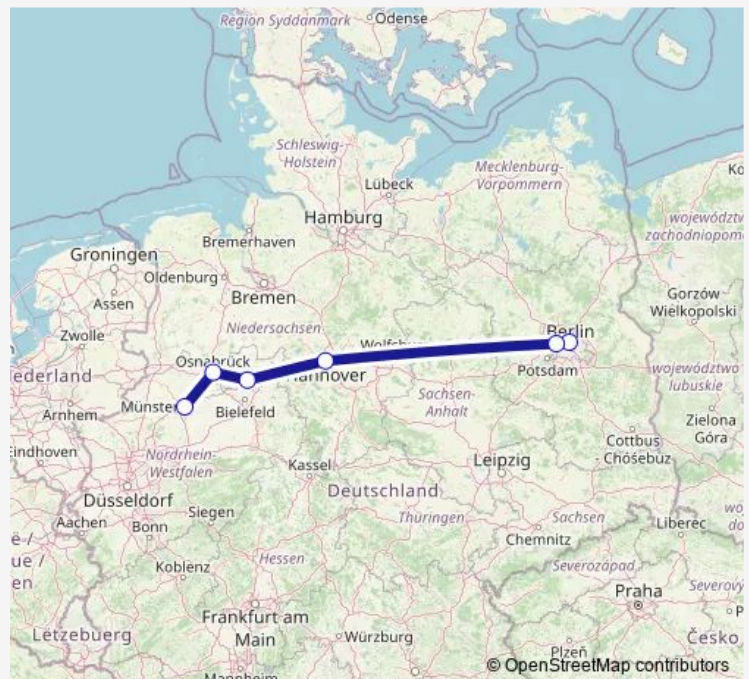 Region Syddanmark
Odense
Schleswig-
Holstein
Lübeck
Mecklenburg-
Vorpommern
Hamburg
Bremerhaven
Groningen
Oldenburg
Assen
Bremen
Zwolle
Niedersachsen
Osnabrück
Berlin
Potsdam
Gorzów
Wielkopolski
województwo
lubuskie
Arnhem
Münster
Bielefeld
Sachsen-
Anhalt
Zielona
Góra
Cottbus
- Chóśebuz
Nordrhein-
Westfalen
Kassel
Leipzig
Düsseldorf
Deutschland
Aachen
Bonn
Siegen
Thüringen
Sachsen
Chemnitz
Liberec
Koblenz
Hessen
Severozápad
Praha
Severový
Lëtzebuerg
Frankfurt am
Main
Würzburg
Plzeň
Česko
© OpenStreetMap contributors